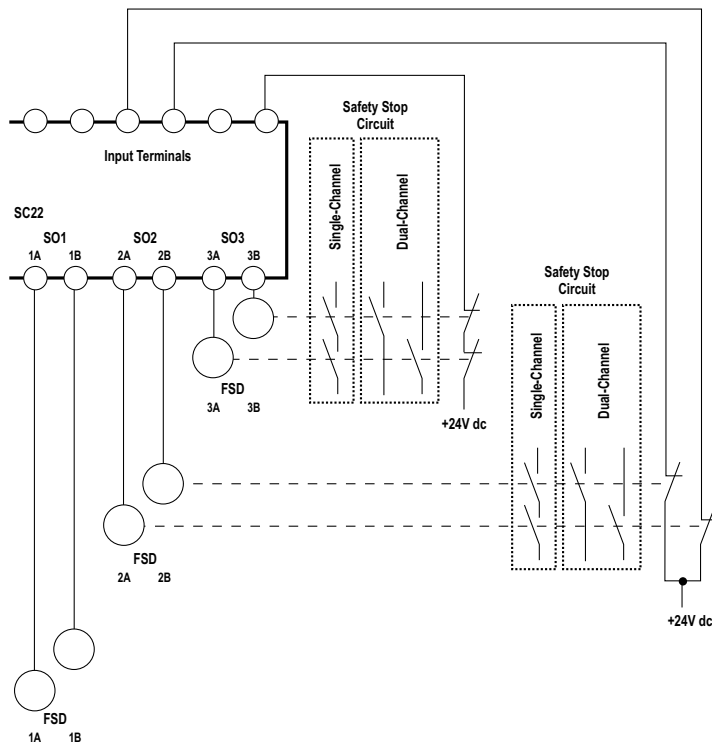 Safety Stop
Circuit
Input Terminals
Single-Channel
Dual-Channel
SC22
SO1 SO2 SO3
1A 1B 2A 2B 3A 3B
Safety Stop
Circuit
Single-Channel
Dual-Channel
FSD
3A 3B
+24V dc
FSD
2A 2B
+24V dc
FSD
1A 1B